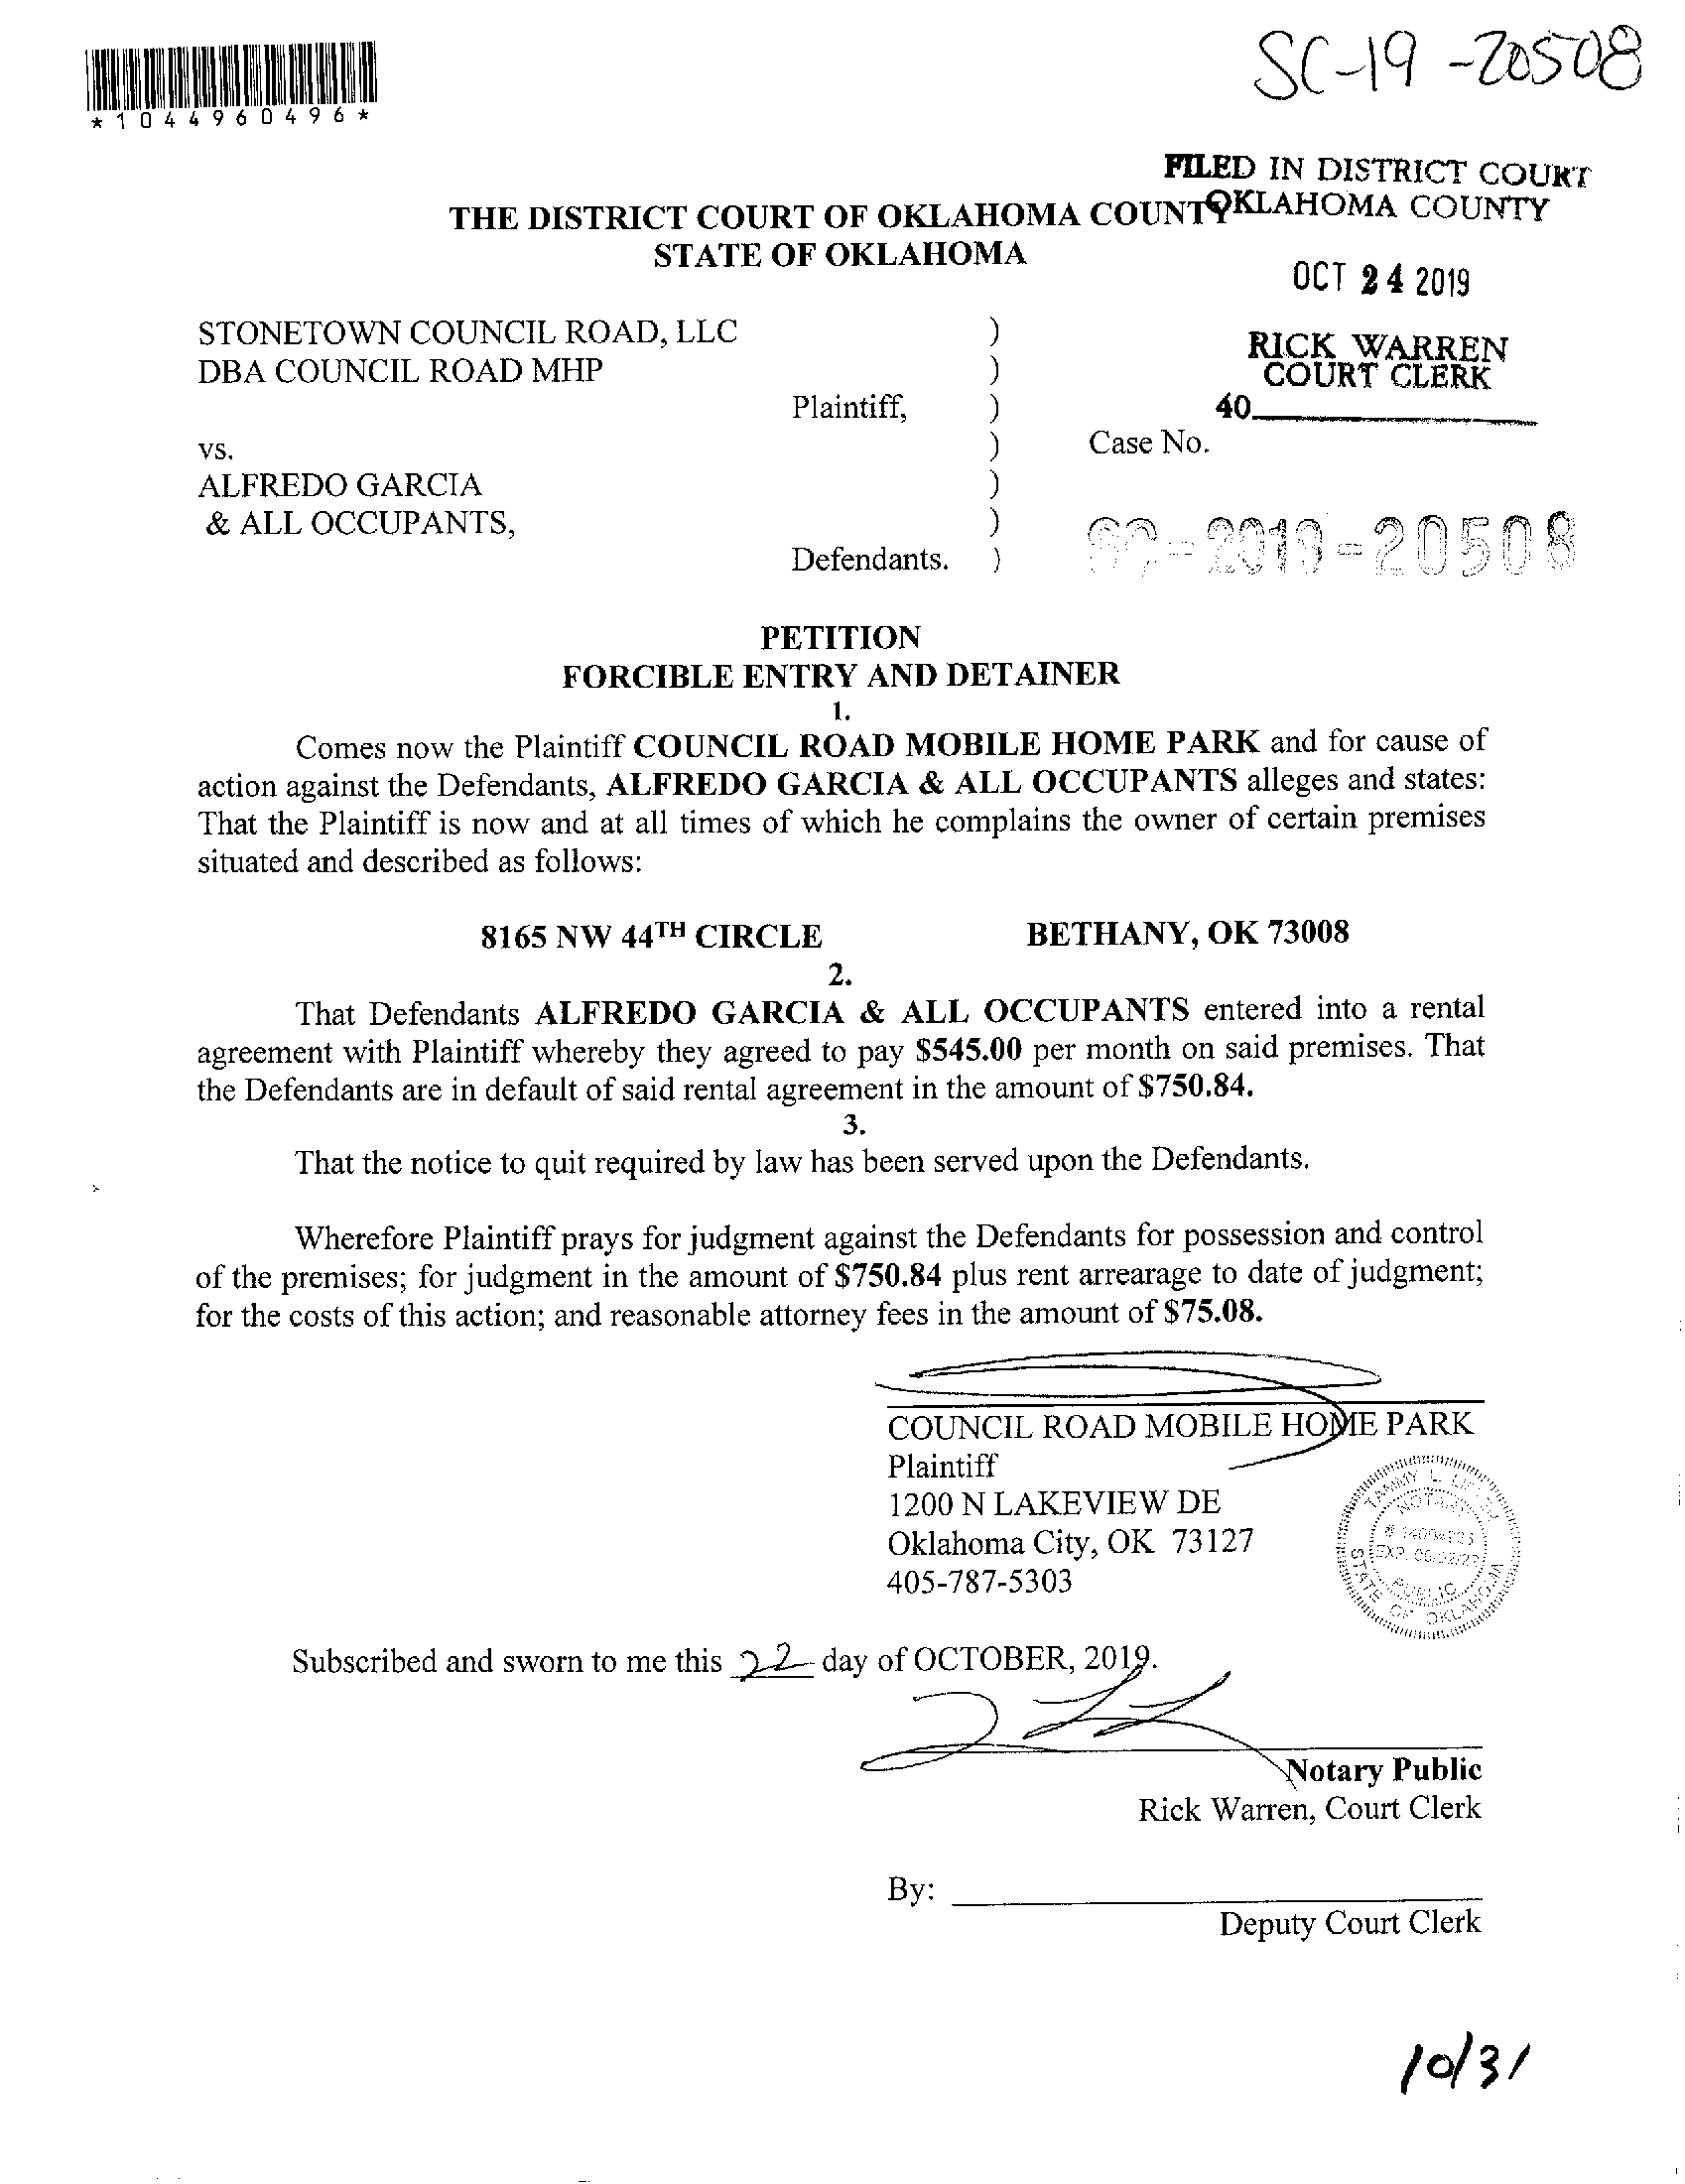 SC-19-20508
*1044960496*
FILED IN DISTRICT COURT
OKLAHOMA COUNTY
THE DISTRICT COURT OF OKLAHOMA COUNTY
STATE OF OKLAHOMA
OCT 24 2019
STONETOWN COUNCIL ROAD, LLC )
DBA COUNCIL ROAD MHP )
RICK WARREN
COURT CLERK
Plaintiff, )
40
vs. ) Case No.
ALFREDO GARCIA )
& ALL OCCUPANTS, )
SC-2019-20508
Defendants. )
PETITION
FORCIBLE ENTRY AND DETAINER
1.
Comes now the Plaintiff COUNCIL ROAD MOBILE HOME PARK and for cause of
action against the Defendants, ALFREDO GARCIA & ALL OCCUPANTS alleges and states:
That the Plaintiff is now and at all times of which he complains the owner of certain premises
situated and described as follows:
8165 NW 44TH CIRCLE BETHANY, OK 73008
2.
That Defendants ALFREDO GARCIA & ALL OCCUPANTS entered into a rental
agreement with Plaintiff whereby they agreed to pay $545.00 per month on said premises. That
the Defendants are in default of said rental agreement in the amount of $750.84.
3.
That the notice to quit required by law has been served upon the Defendants.
Wherefore Plaintiff prays for judgment against the Defendants for possession and control
of the premises; for judgment in the amount of $750.84 plus rent arrearage to date of judgment;
for the costs of this action; and reasonable attorney fees in the amount of $75.08.
COUNCIL ROAD MOBILE HOME PARK
Plaintiff
1200 N LAKEVIEW DE
Oklahoma City, OK 73127
405-787-5303
TAMMY L.
NOTARY
PUBLIC
STATE OF OKLAHOMA
Subscribed and sworn to me this 22 day of OCTOBER, 2019.
Notary Public
Rick Warren, Court Clerk
By:
Deputy Court Clerk
10/31